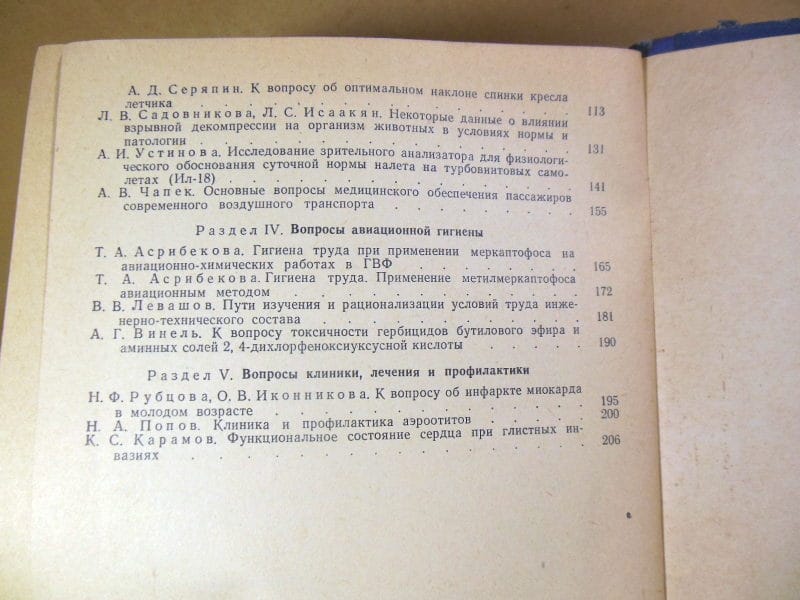 А. Д. Серяпин. К вопросу об оптимальном наклоне спинки кресла
летчика . . . . . . . . . . . . . . 113
Л. В. Садовникова, Л. С. Исаакян. Некоторые данные о влиянии
взрывной декомпрессии на организм животных в условиях нормы и
патологии . . . . . . . . . . . . . . 131
А. И. Устинова. Исследование зрительного анализатора для физиологи-
ческого обоснования суточной нормы налета на турбовинтовых само-
летах (Ил-18) . . . . . . . . . . . . 141
А. В. Чапек. Основные вопросы медицинского обеспечения пассажиров
современного воздушного транспорта . . . . . . . 155
Раздел IV. Вопросы авиационной гигиены
Т. А. Асрибекова. Гигиена труда при применении меркаптофоса на
авиационно-химических работах в ГВФ . . . . . . 165
Т. А. Асрибекова. Гигиена труда. Применение метилмеркаптофоса
авиационным методом . . . . . . . . . . 172
В. В. Левашов. Пути изучения и рационализации условий труда инже-
нерно-технического состава . . . . . . . . . 181
А. Г. Винель. К вопросу токсичности гербицидов бутилового эфира и
аминных солей 2, 4-дихлорфеноксиуксусной кислоты . . . . . 190
Раздел V. Вопросы клиники, лечения и профилактики
Н. Ф. Рубцова, О. В. Иконникова. К вопросу об инфаркте миокарда
в молодом возрасте . . . . . . . . . . . 195
Н. А. Попов. Клиника и профилактика аэроотитов . . . . . 200
К. С. Карамов. Функциональное состояние сердца при глистных ин-
вазиях . . . . . . . . . . . . . . 206